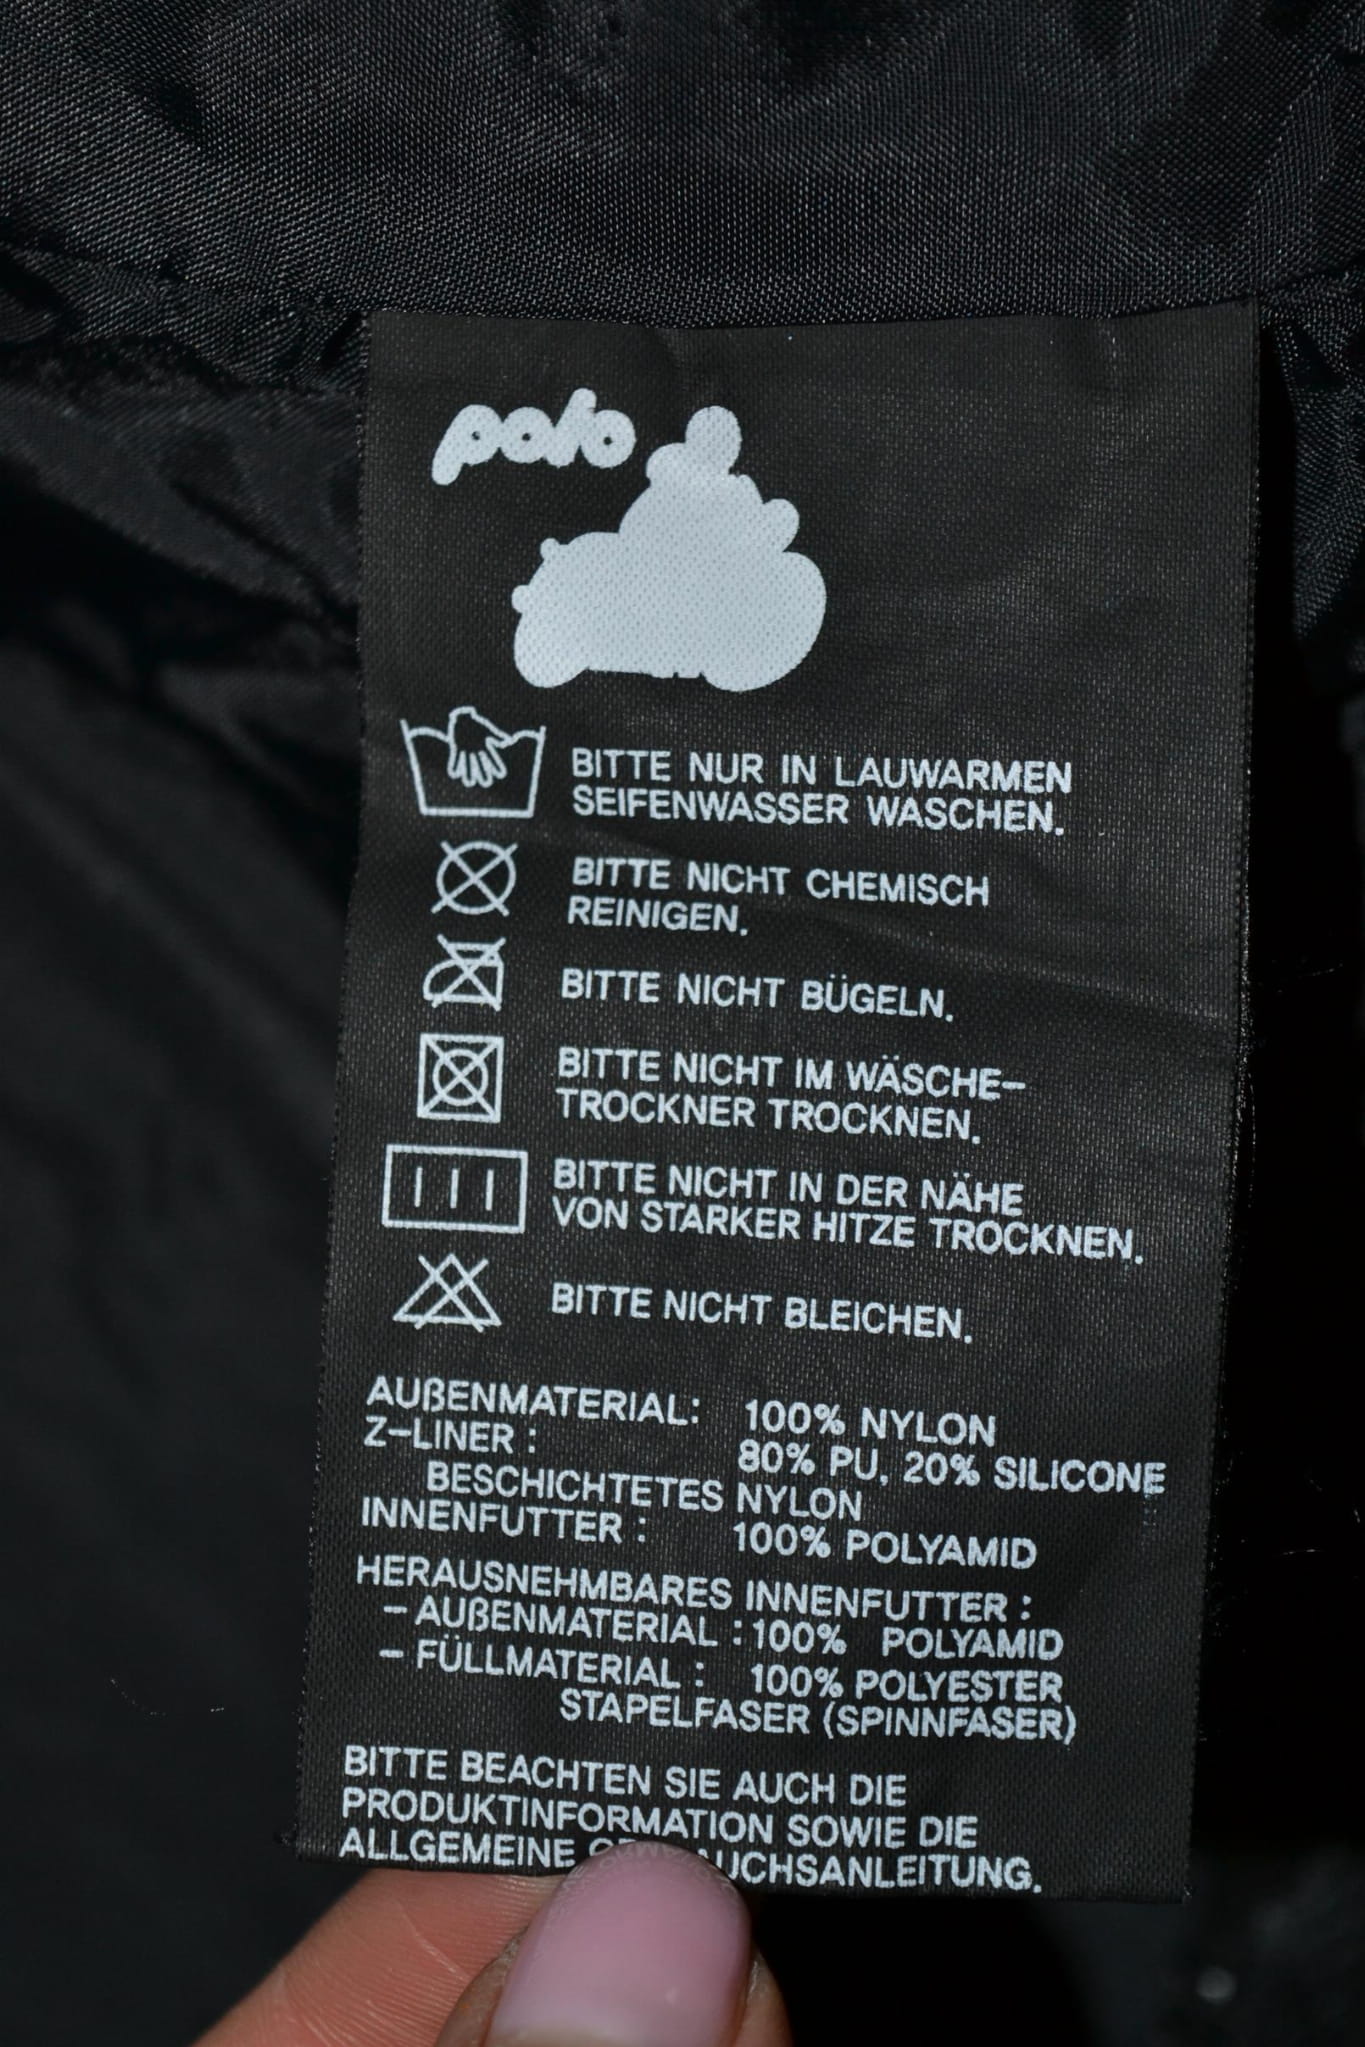 polo
BITTE NUR IN LAUWARMEN
SEIFENWASSER WASCHEN.
BITTE NICHT CHEMISCH
REINIGEN.
BITTE NICHT BÜGELN.
BITTE NICHT IM WÄSCHE-
TROCKNER TROCKNEN.
BITTE NICHT IN DER NÄHE
VON STARKER HITZE TROCKNEN.
BITTE NICHT BLEICHEN.
AUßENMATERIAL: 100% NYLON
Z-LINER : 80% PU, 20% SILICONE
BESCHICHTETES NYLON
INNENFUTTER : 100% POLYAMID
HERAUSNEHMBARES INNENFUTTER :
- AUßENMATERIAL : 100% POLYAMID
- FÜLLMATERIAL : 100% POLYESTER
STAPELFASER (SPINNFASER)
BITTE BEACHTEN SIE AUCH DIE
PRODUKTINFORMATION SOWIE DIE
ALLGEMEINE